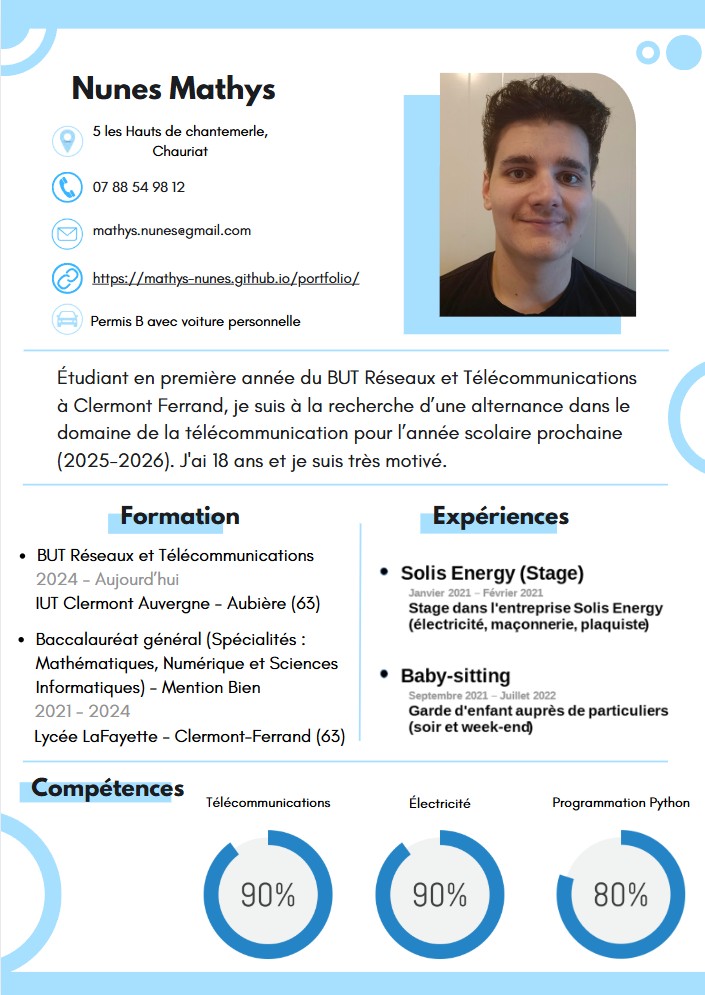 Nunes Mathys
5 les Hauts de chantemerle,
Chauriat
07 88 54 98 12
mathys.nunes@gmail.com
https://mathys-nunes.github.io/portfolio/
Permis B avec voiture personnelle
Étudiant en première année du BUT Réseaux et Télécommunications
à Clermont Ferrand, je suis à la recherche d’une alternance dans le
domaine de la télécommunication pour l’année scolaire prochaine
(2025-2026). J'ai 18 ans et je suis très motivé.
Formation
• BUT Réseaux et Télécommunications
2024 - Aujourd’hui
IUT Clermont Auvergne - Aubière (63)
• Baccalauréat général (Spécialités :
Mathématiques, Numérique et Sciences
Informatiques) - Mention Bien
2021 - 2024
Lycée LaFayette - Clermont-Ferrand (63)
Expériences
• Solis Energy (Stage)
Janvier 2021 – Février 2021
Stage dans l'entreprise Solis Energy
(électricité, maçonnerie, plaquiste)
• Baby-sitting
Septembre 2021 – Juillet 2022
Garde d'enfant auprès de particuliers
(soir et week-end)
Compétences
Télécommunications
90%
Électricité
90%
Programmation Python
80%